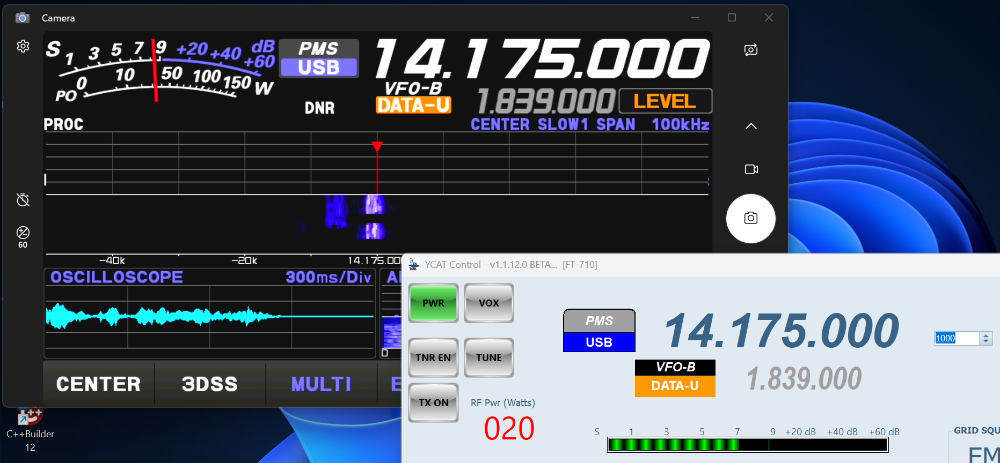 Camera
S 1 3 5 7 9 +20 +40 +60 dB
PO 0 10 50 100 150 W
PMS
USB
14.175.000
VFO-B
DATA-U
1.839.000
LEVEL
DNR
PROC
CENTER SLOW1 SPAN 100kHz
60
-40k -20k 14.175.00
OSCILLOSCOPE 300ms/Div
CENTER 3DSS MULTI
C++Builder
12
YCAT Control - v1.1.12.0 BETA... [FT-710]
PWR VOX
TNR EN TUNE
TX ON
RF Pwr (Watts)
020
PMS
USB
14.175.000
1000
VFO-B
DATA-U
1.839.000
S 1 3 5 7 9 +20 dB +40 dB +60 dB
GRID SQU
FM